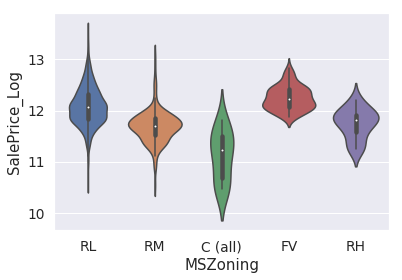 SalePrice_Log
13
12
11
10
RL RM C (all) FV RH
MSZoning